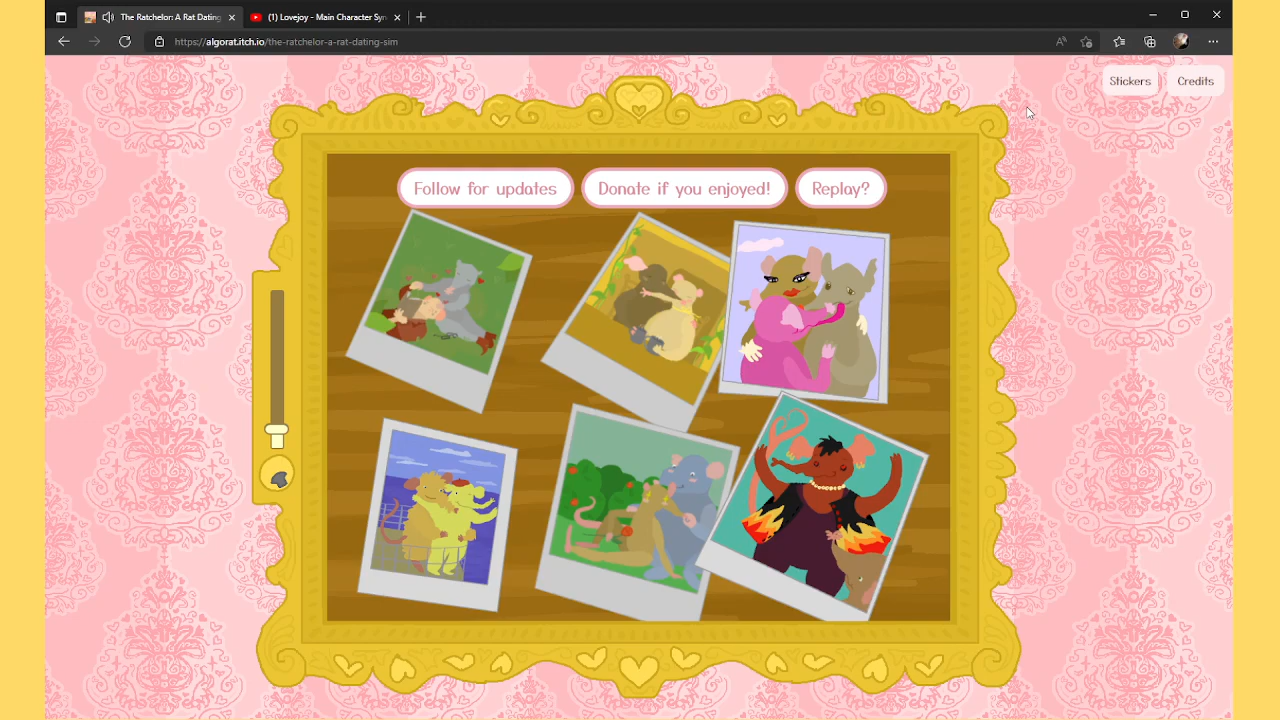 The Ratchelor: A Rat Dating
(1) Lovejoy - Main Character Syn
https://algorat.itch.io/the-ratchelor-a-rat-dating-sim
Stickers
Credits
Follow for updates
Donate if you enjoyed!
Replay?